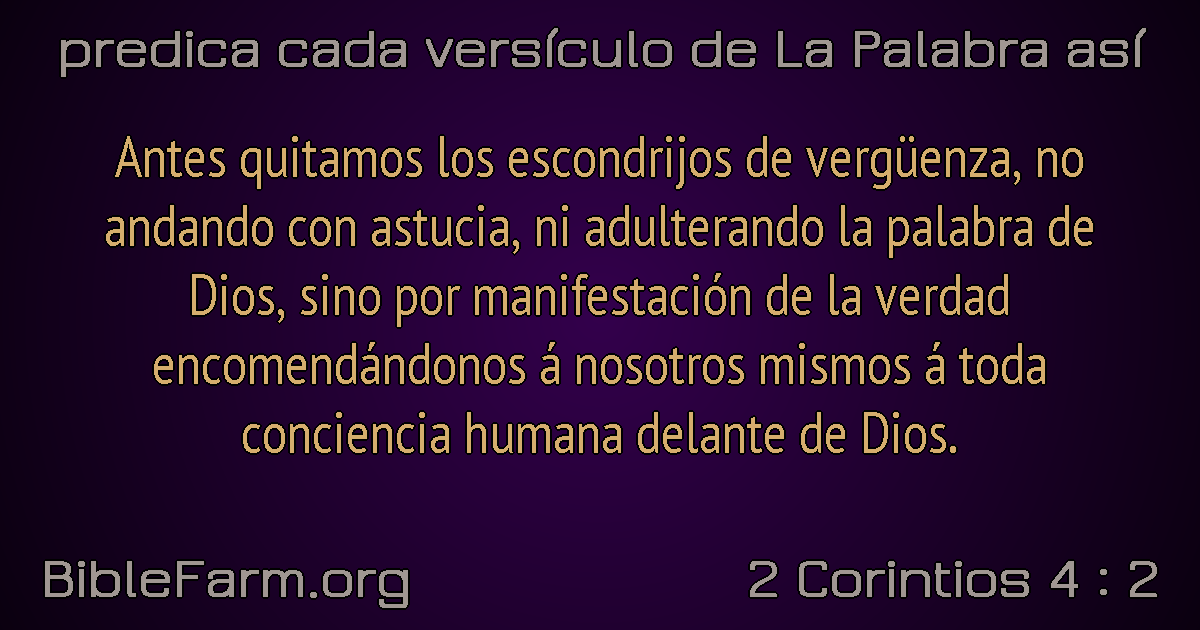 predica cada versículo de La Palabra así
Antes quitamos los escondrijos de vergüenza, no
andando con astucia, ni adulterando la palabra de
Dios, sino por manifestación de la verdad
encomendándonos á nosotros mismos á toda
conciencia humana delante de Dios.
BibleFarm.org
2 Corintios 4 : 2